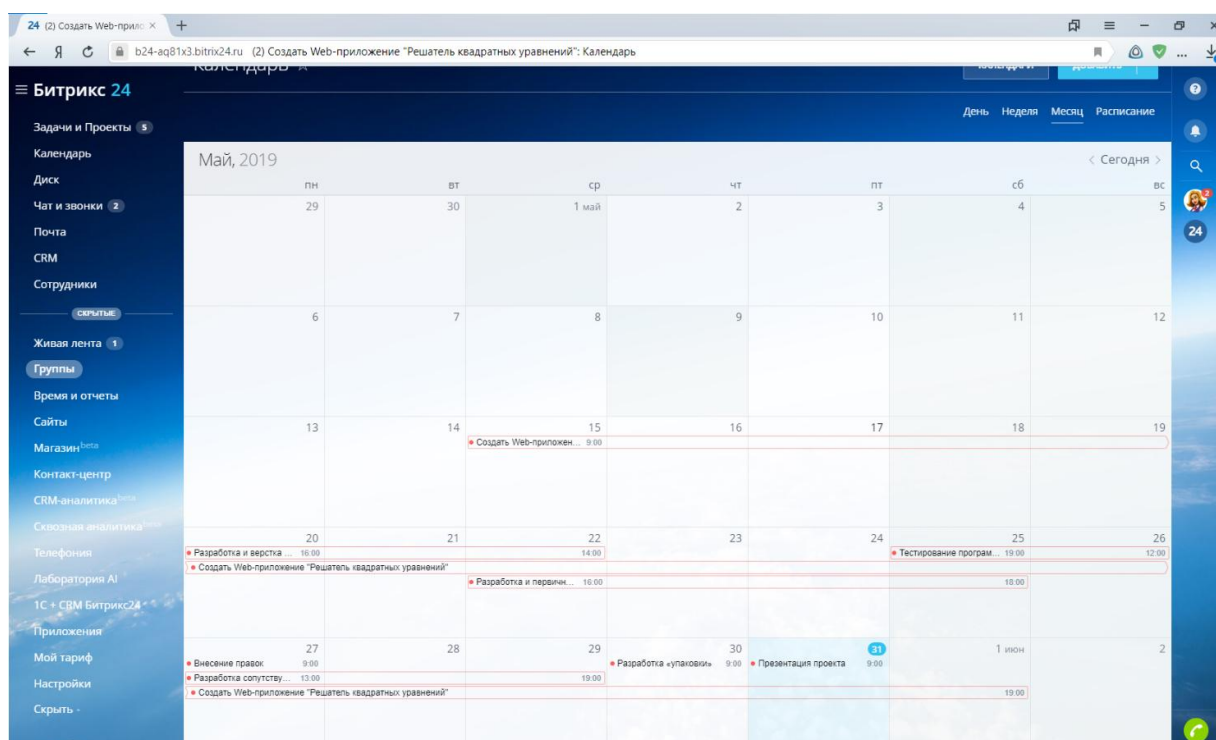 24 (2) Создать Web-прило × +
Я b24-aq81x3.bitrix24.ru (2) Создать Web-приложение "Решатель квадратных уравнений": Календарь
Календарь
≡ Битрикс 24
День Неделя Месяц Расписание
Задачи и Проекты 5
Календарь
Диск
Чат и звонки 2
Почта
CRM
Сотрудники
СКРЫТЫЕ
Живая лента 1
Группы
Время и отчеты
Сайты
Магазин beta
Контакт-центр
CRM-аналитика beta
Сквозная аналитика beta
Телефония
Лаборатория AI
1С + CRM Битрикс24
Приложения
Мой тариф
Настройки
Скрыть -
Май, 2019
< Сегодня >
пн вт ср чт пт сб вс
29 30 1 май 2 3 4 5
6 7 8 9 10 11 12
13 14 15 16 17 18 19
Создать Web-приложен... 9:00
20 21 22 23 24 25 26
Разработка и верстка ... 16:00 14:00 Тестирование програм... 19:00 12:00
Создать Web-приложение "Решатель квадратных уравнений"
Разработка и первичн... 16:00 18:00
27 28 29 30 31 1 июн 2
Внесение правок 9:00 Разработка «упаковки» 9:00 Презентация проекта 9:00
Разработка сопутству... 13:00 19:00
Создать Web-приложение "Решатель квадратных уравнений" 19:00
2
24